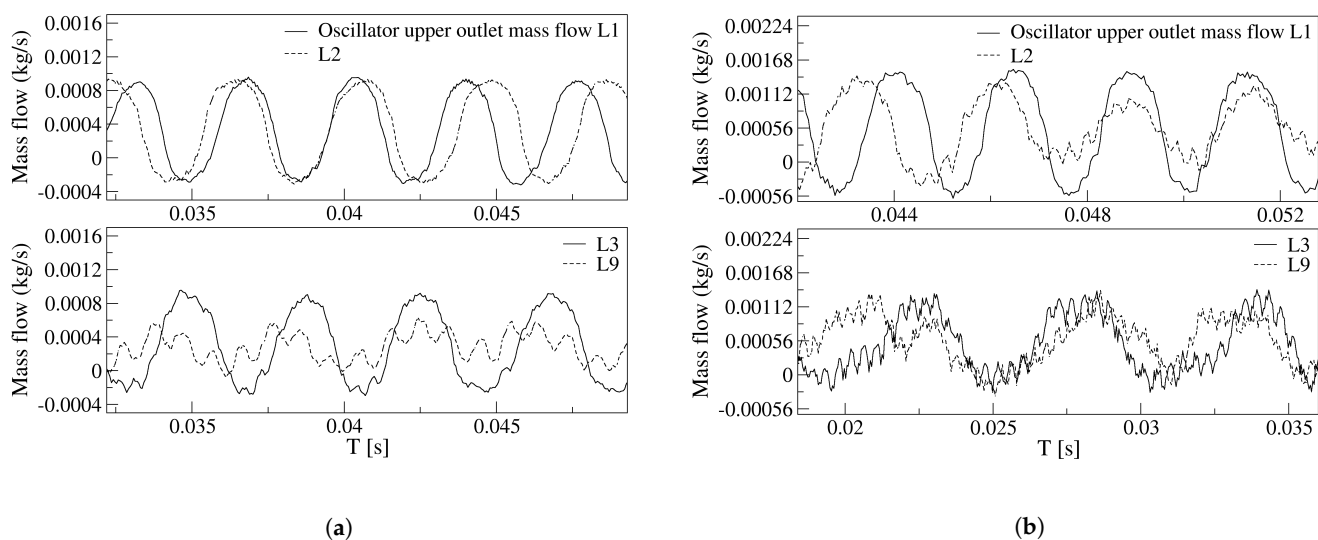 0.0016
0.0012
0.0008
0.0004
0
-0.0004
Mass flow (kg/s)
Oscillator upper outlet mass flow L1
L2
0.035
0.04
0.045
0.0016
0.0012
0.0008
0.0004
0
-0.0004
Mass flow (kg/s)
L3
L9
0.035
0.04
0.045
T [s]
(a)
0.00224
0.00168
0.00112
0.00056
0
-0.00056
Mass flow (kg/s)
Oscillator upper outlet mass flow L1
L2
0.044
0.048
0.052
0.00224
0.00168
0.00112
0.00056
0
-0.00056
Mass flow (kg/s)
L3
L9
0.02
0.025
0.03
0.035
T [s]
(b)